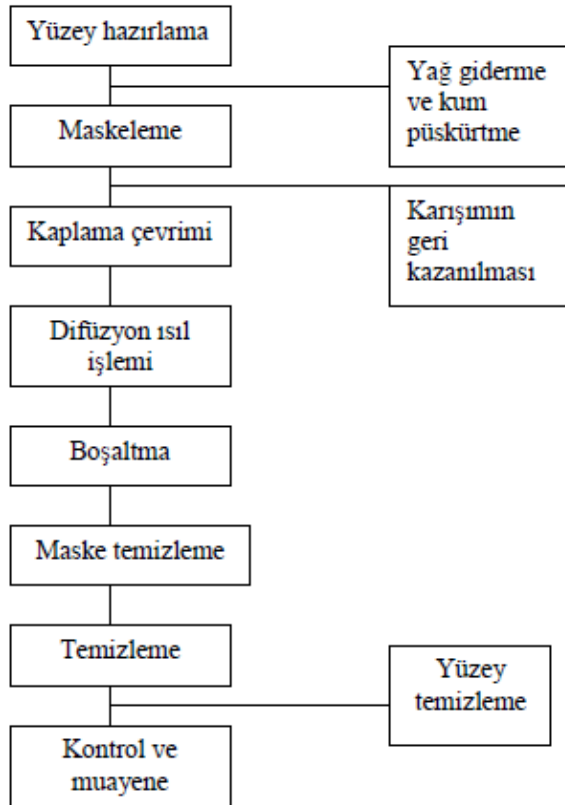 Yüzey hazırlama
Yağ giderme
ve kum
püskürtme
Maskeleme
Kaplama çevrimi
Karışımın
geri
kazanılması
Difüzyon ısıl
işlemi
Boşaltma
Maske temizleme
Temizleme
Yüzey
temizleme
Kontrol ve
muayene